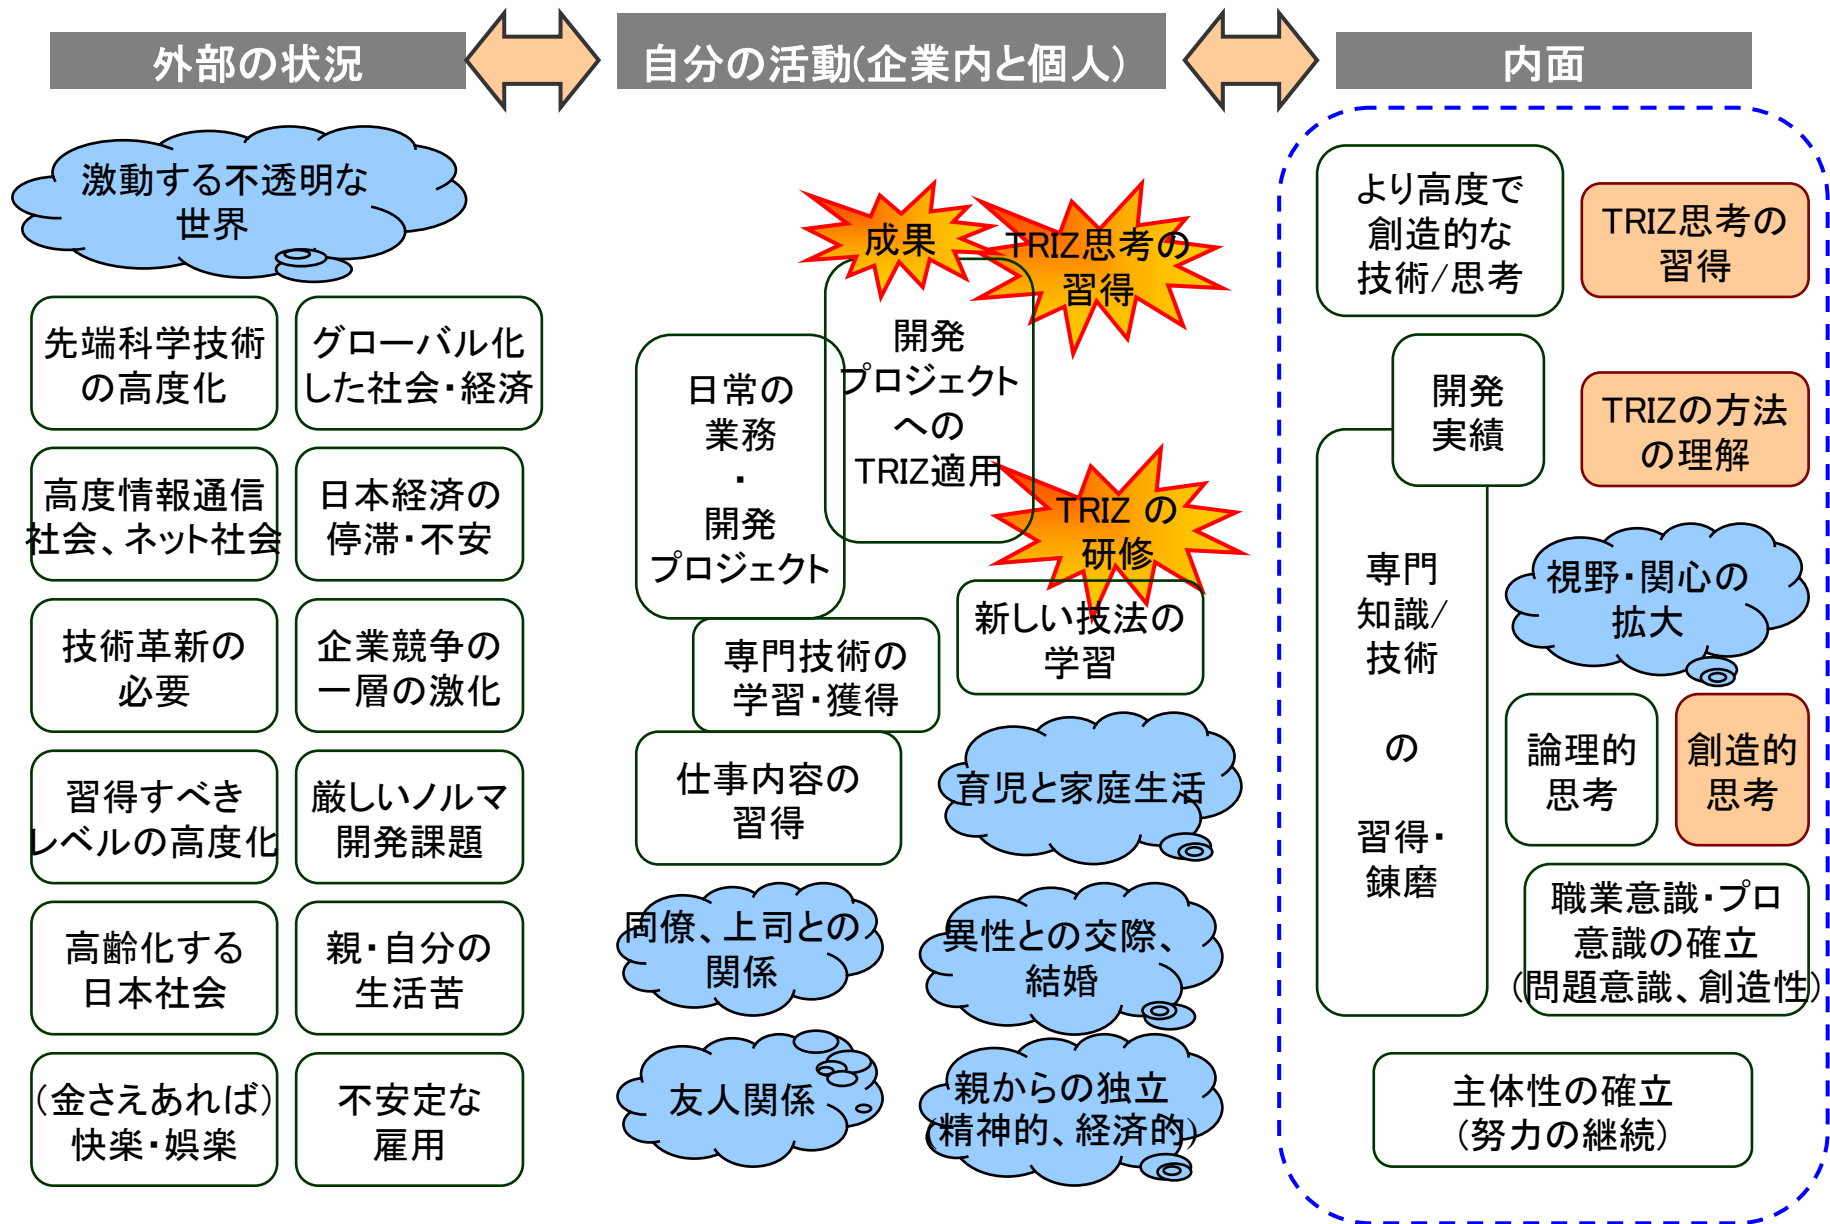 外部の状況
自分の活動(企業内と個人)
内面
激動する不透明な
世界
先端科学技術
の高度化
グローバル化
した社会・経済
高度情報通信
社会、ネット社会
日本経済の
停滞・不安
技術革新の
必要
企業競争の
一層の激化
習得すべき
レベルの高度化
厳しいノルマ
開発課題
高齢化する
日本社会
親・自分の
生活苦
(金さえあれば)
快楽・娯楽
不安定な
雇用
成果
TRIZ思考の
習得
開発
プロジェクト
への
TRIZ適用
日常の
業務
・
開発
プロジェクト
TRIZ の
研修
新しい技法の
学習
専門技術の
学習・獲得
仕事内容の
習得
育児と家庭生活
同僚、上司との
関係
異性との交際、
結婚
友人関係
親からの独立
(精神的、経済的)
より高度で
創造的な
技術/思考
TRIZ思考の
習得
開発
実績
TRIZの方法
の理解
専門
知識/
技術
の
習得・
錬磨
視野・関心の
拡大
論理的
思考
創造的
思考
職業意識・プロ
意識の確立
(問題意識、創造性)
主体性の確立
(努力の継続)